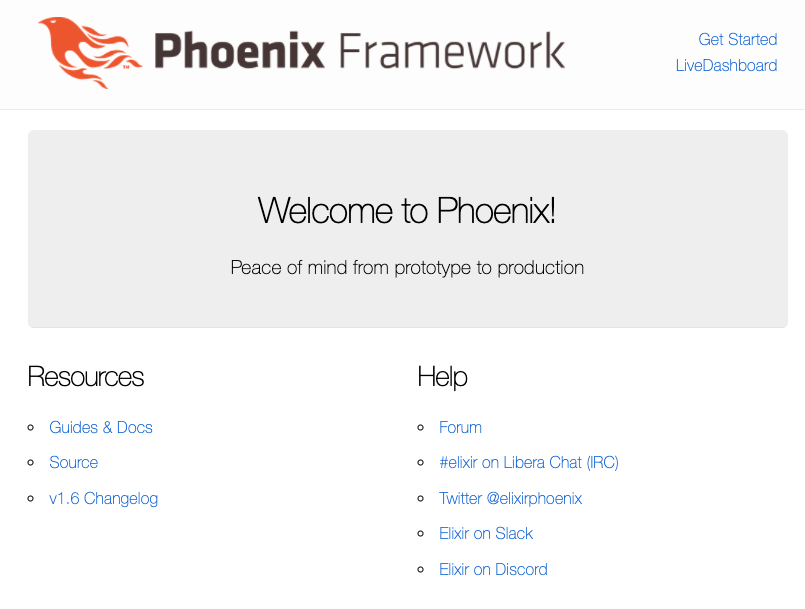 Phoenix Framework
Get Started
LiveDashboard
Welcome to Phoenix!
Peace of mind from prototype to production
Resources
Guides & Docs
Source
v1.6 Changelog
Help
Forum
#elixir on Libera Chat (IRC)
Twitter @elixirphoenix
Elixir on Slack
Elixir on Discord